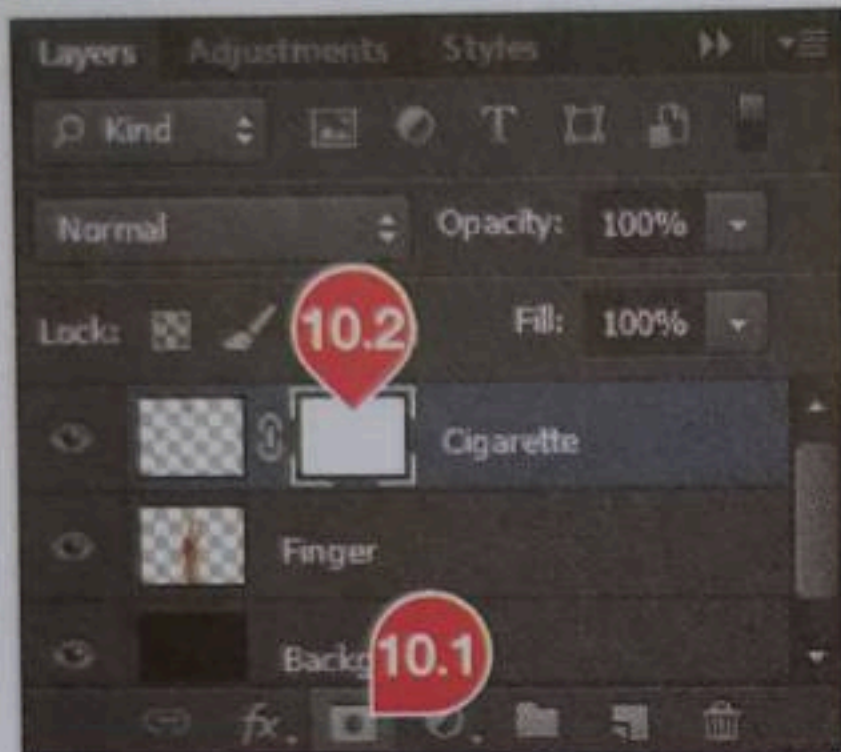 Layers Adjustments Styles
Kind
Normal Opacity: 100%
Lock: 10.2 Fill: 100%
Cigarette
Finger
Backg 10.1
fx.